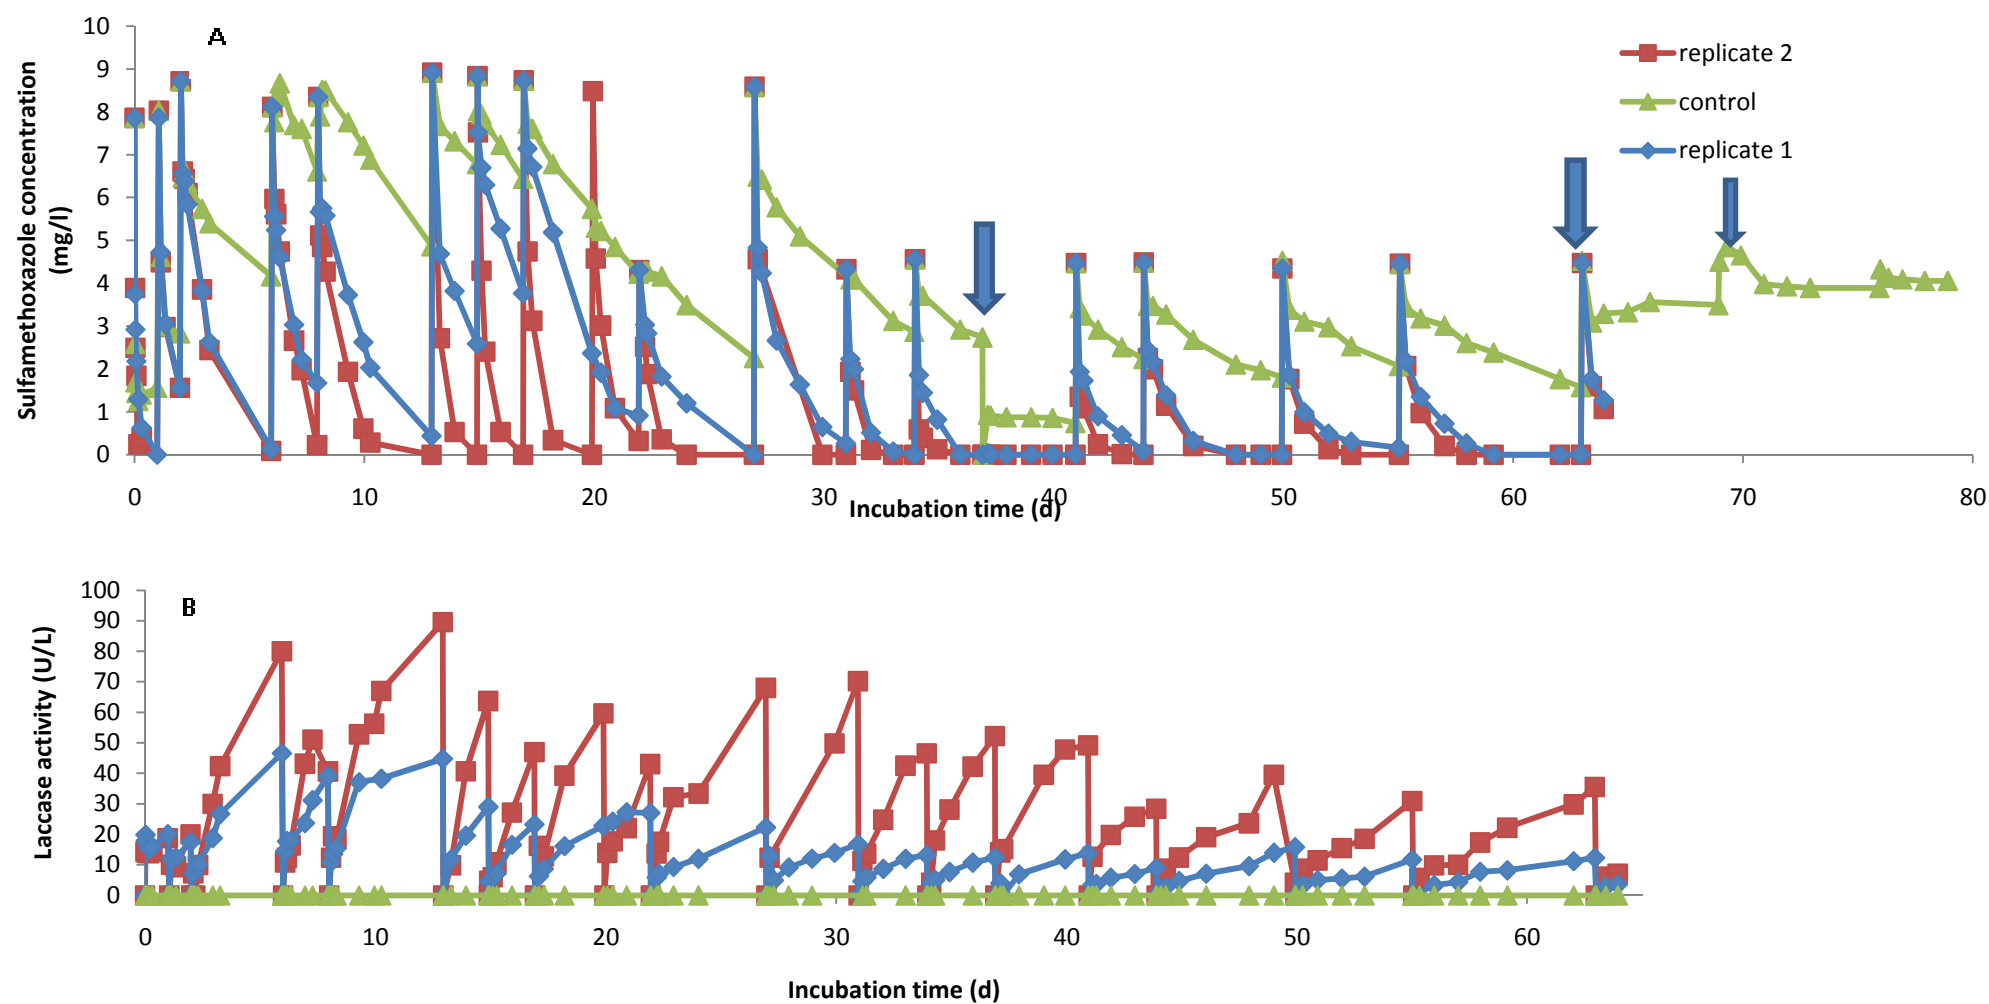 A
10
9
8
7
6
5
4
3
2
1
0
Sulfamethoxazole concentration
(mg/l)
replicate 2
control
replicate 1
0 10 20 30 40 50 60 70 80
Incubation time (d)
B
100
90
80
70
60
50
40
30
20
10
0
Laccase activity (U/L)
0 10 20 30 40 50 60
Incubation time (d)